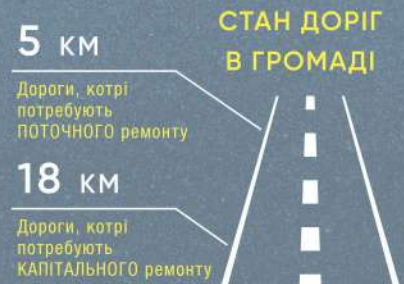 СТАН ДОРІГ
В ГРОМАДІ
5 км
Дороги, котрі
потребують
ПОТОЧНОГО ремонту
18 км
Дороги, котрі
потребують
КАПІТАЛЬНОГО ремонту